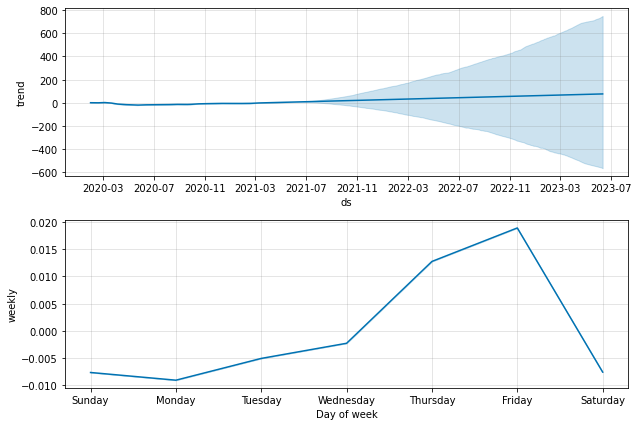 800
600
400
200
0
−200
−400
−600
trend
2020-03 2020-07 2020-11 2021-03 2021-07 2021-11 2022-03 2022-07 2022-11 2023-03 2023-07
ds
0.020
0.015
0.010
0.005
0.000
−0.005
−0.010
weekly
Sunday Monday Tuesday Wednesday Thursday Friday Saturday
Day of week